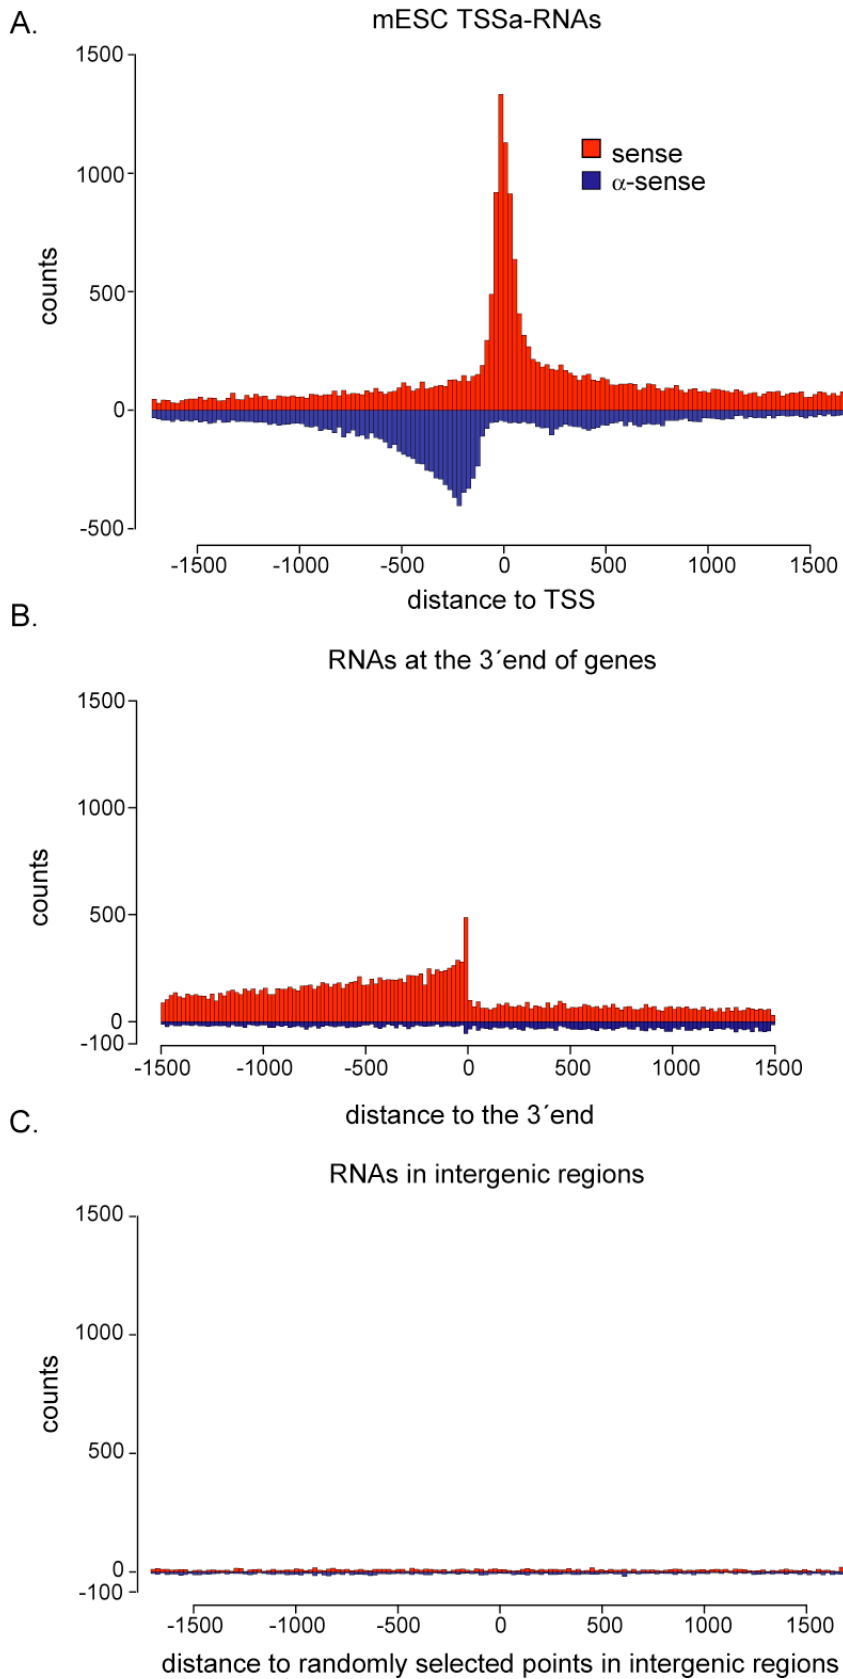 A.
mESC TSSa-RNAs
1500
1000
500
0
-500
counts
sense
α-sense
-1500 -1000 -500 0 500 1000 1500
distance to TSS
B.
RNAs at the 3´end of genes
1500
1000
500
0
-100
counts
-1500 -1000 -500 0 500 1000 1500
distance to the 3´end
C.
RNAs in intergenic regions
1500
1000
500
0
-100
counts
-1500 -1000 -500 0 500 1000 1500
distance to randomly selected points in intergenic regions